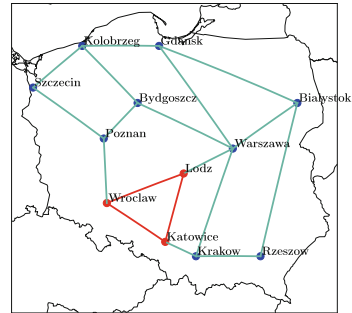 Kolobrzeg
Gdansk
Szczecin
Bydgoszcz
Bialystok
Poznan
Warszawa
Lodz
Wroclaw
Katowice
Krakow
Rzeszow